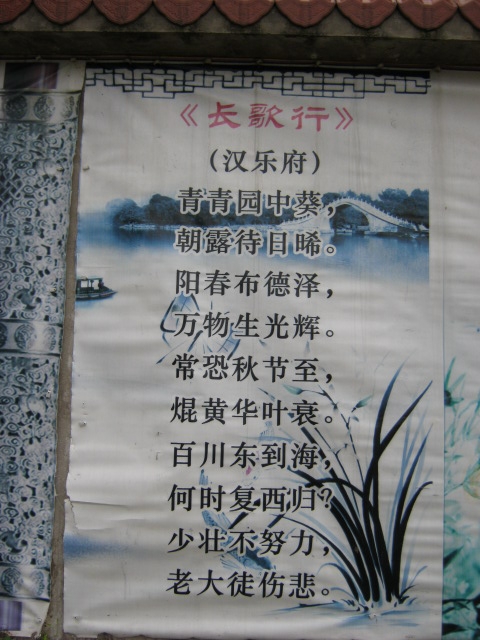 《长歌行》
（汉乐府）
青青园中葵，
朝露待日唏。
阳春布德泽，
万物生光辉。
常恐秋节至，
焜黄华叶衰。
百川东到海，
何时复西归？
少壮不努力，
老大徒伤悲。